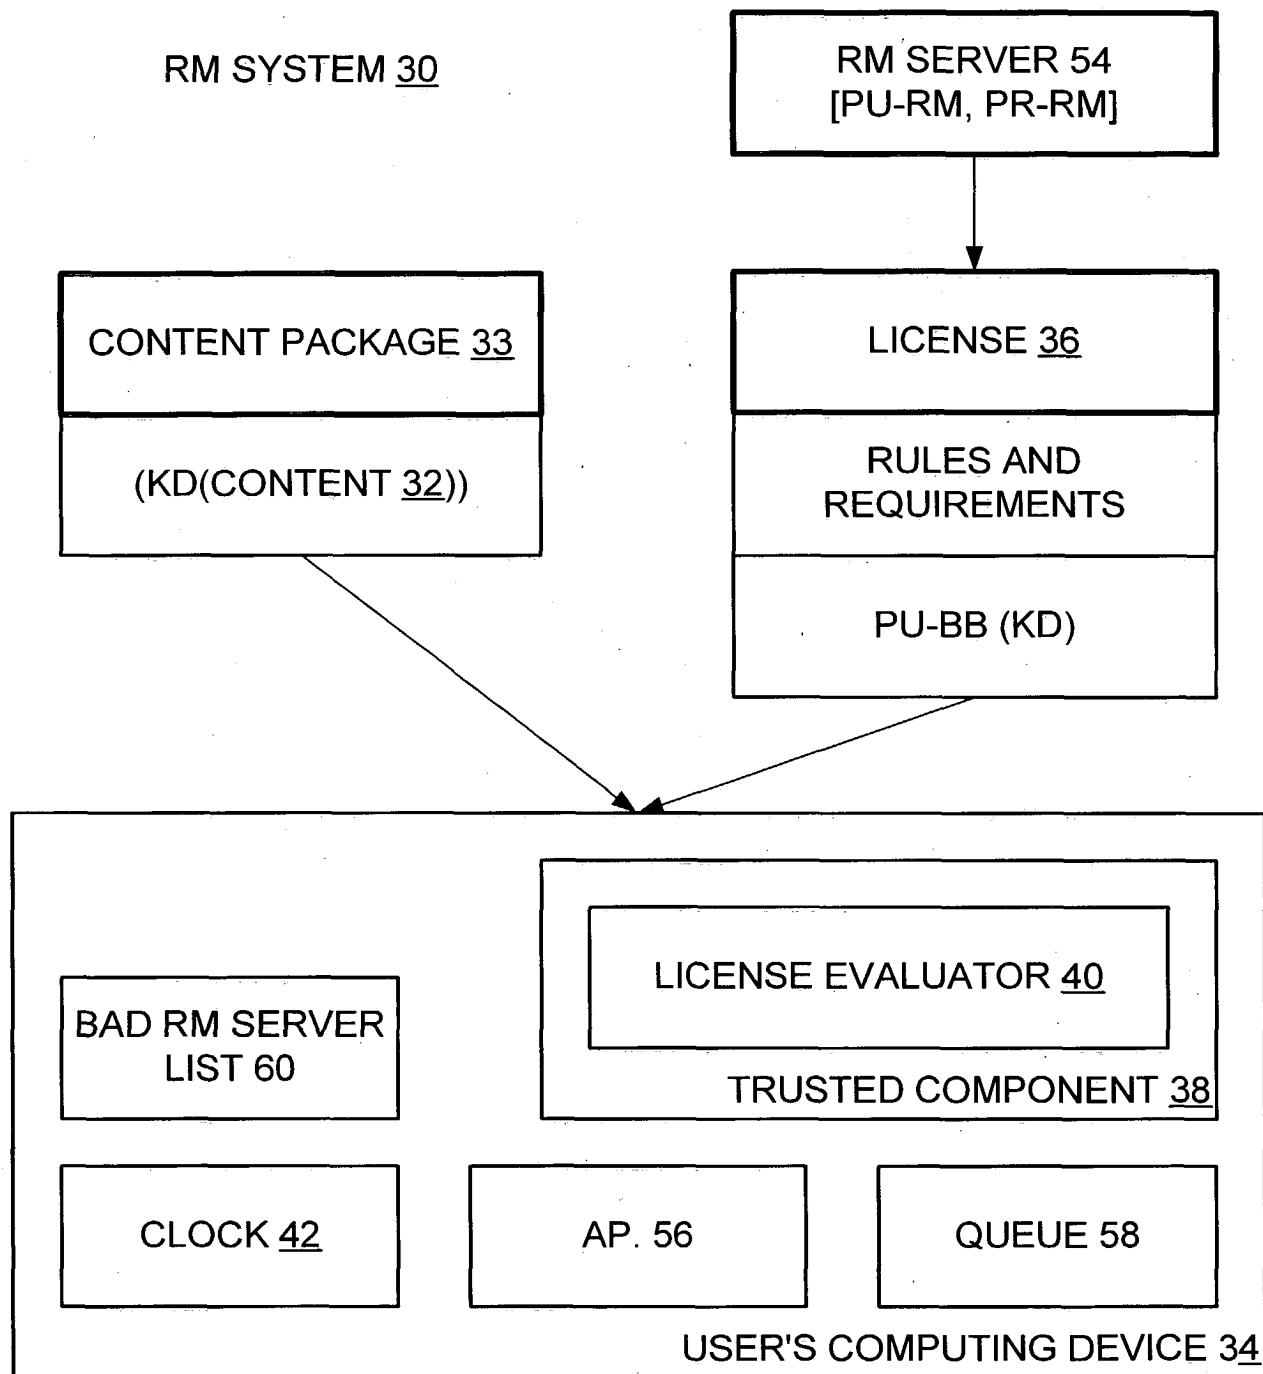 RM SYSTEM 30
RM SERVER 54
[PU-RM, PR-RM]
CONTENT PACKAGE 33
(KD(CONTENT 32))
LICENSE 36
RULES AND
REQUIREMENTS
PU-BB (KD)
LICENSE EVALUATOR 40
TRUSTED COMPONENT 38
BAD RM SERVER
LIST 60
CLOCK 42
AP. 56
QUEUE 58
USER'S COMPUTING DEVICE 34